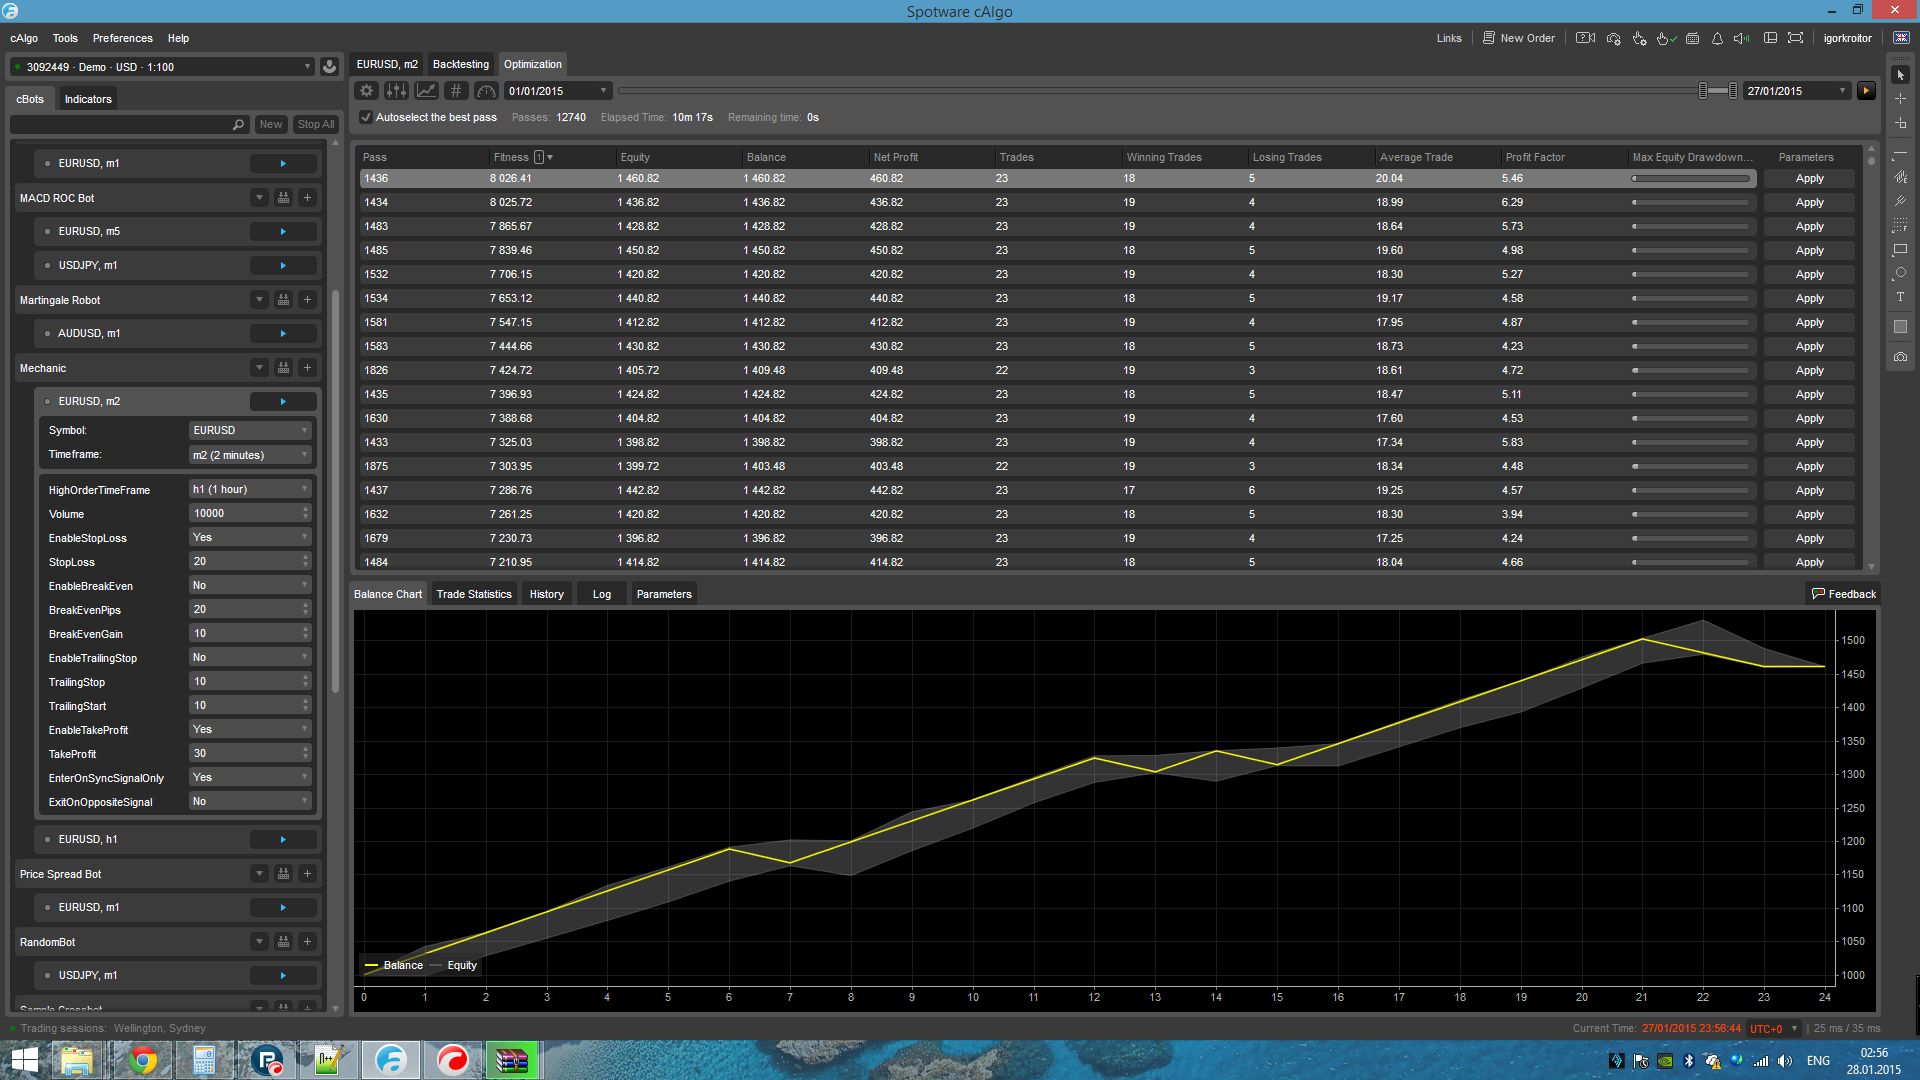 Spotware cAlgo
cAlgo Tools Preferences Help
Links New Order igorkroitor
3092449 · Demo · USD · 1:100
cBots Indicators
New Stop All
EURUSD, m1
MACD ROC Bot
EURUSD, m5
USDJPY, m1
Martingale Robot
AUDUSD, m1
Mechanic
EURUSD, m2
Symbol: EURUSD
Timeframe: m2 (2 minutes)
HighOrderTimeFrame h1 (1 hour)
Volume 10000
EnableStopLoss Yes
StopLoss 20
EnableBreakEven No
BreakEvenPips 20
BreakEvenGain 10
EnableTrailingStop No
TrailingStop 10
TrailingStart 10
EnableTakeProfit Yes
TakeProfit 30
EnterOnSyncSignalOnly Yes
ExitOnOppositeSignal No
EURUSD, h1
Price Spread Bot
EURUSD, m1
RandomBot
USDJPY, m1
EURUSD, m2 Backtesting Optimization
01/01/2015 27/01/2015
Autoselect the best pass Passes: 12740 Elapsed Time: 10m 17s Remaining time: 0s
Pass Fitness 1 Equity Balance Net Profit Trades Winning Trades Losing Trades Average Trade Profit Factor Max Equity Drawdown... Parameters
1436 8 026.41 1 460.82 1 460.82 460.82 23 18 5 20.04 5.46 Apply
1434 8 025.72 1 436.82 1 436.82 436.82 23 19 4 18.99 6.29 Apply
1483 7 865.67 1 428.82 1 428.82 428.82 23 19 4 18.64 5.73 Apply
1485 7 839.46 1 450.82 1 450.82 450.82 23 18 5 19.60 4.98 Apply
1532 7 706.15 1 420.82 1 420.82 420.82 23 19 4 18.30 5.27 Apply
1534 7 653.12 1 440.82 1 440.82 440.82 23 18 5 19.17 4.58 Apply
1581 7 547.15 1 412.82 1 412.82 412.82 23 19 4 17.95 4.87 Apply
1583 7 444.66 1 430.82 1 430.82 430.82 23 18 5 18.73 4.23 Apply
1826 7 424.72 1 405.72 1 409.48 409.48 22 19 3 18.61 4.72 Apply
1435 7 396.93 1 424.82 1 424.82 424.82 23 18 5 18.47 5.11 Apply
1630 7 388.68 1 404.82 1 404.82 404.82 23 19 4 17.60 4.53 Apply
1433 7 325.03 1 398.82 1 398.82 398.82 23 19 4 17.34 5.83 Apply
1875 7 303.95 1 399.72 1 403.48 403.48 22 19 3 18.34 4.48 Apply
1437 7 286.76 1 442.82 1 442.82 442.82 23 17 6 19.25 4.57 Apply
1632 7 261.25 1 420.82 1 420.82 420.82 23 18 5 18.30 3.94 Apply
1679 7 230.73 1 396.82 1 396.82 396.82 23 19 4 17.25 4.24 Apply
1484 7 210.95 1 414.82 1 414.82 414.82 23 18 5 18.04 4.66 Apply
Balance Chart Trade Statistics History Log Parameters Feedback
1500
1450
1400
1350
1300
1250
1200
1150
1100
1050
1000
Balance Equity
0 1 2 3 4 5 6 7 8 9 10 11 12 13 14 15 16 17 18 19 20 21 22 23 24
Trading sessions: Wellington, Sydney
Current Time: 27/01/2015 23:56:44 UTC+0 25 ms / 35 ms
ENG
02:56
28.01.2015